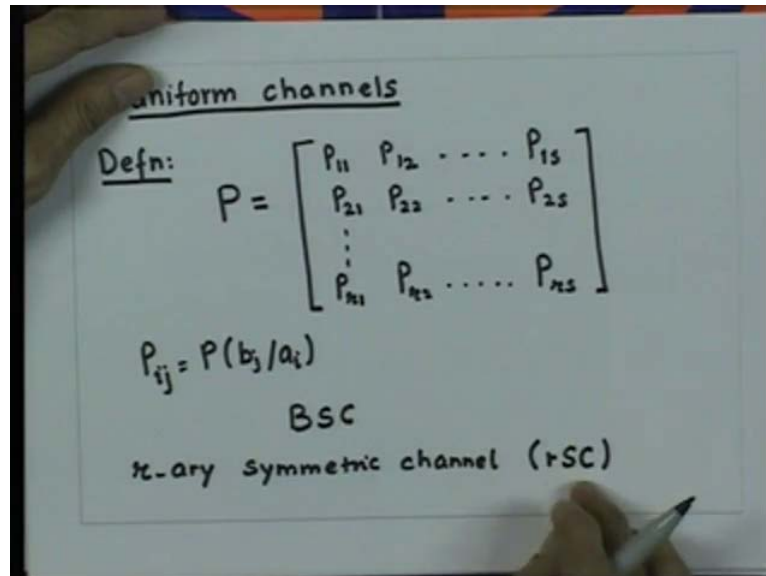 uniform channels
Defn:
P = [ P11 P12 .... P1s
P21 P22 .... P2s
⋮
Pr1 Pr2 ..... Prs ]
Pij = P(bj/ai)
BSC
r-ary symmetric channel (rSC)